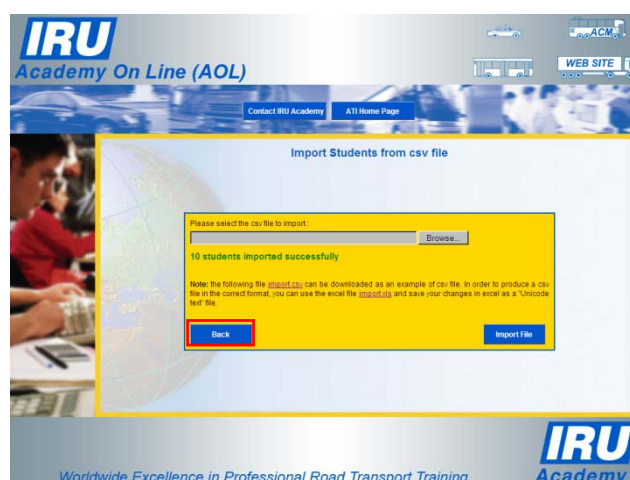 IRU
ACM
Academy On Line (AOL)
WEB SITE
Contact IRU Academy
ATI Home Page
Import Students from csv file
Please select the csv file to import :
Browse...
10 students imported successfully
Note: the following file import.csv can be downloaded as an example of csv file. In order to produce a csv
file in the correct format, you can use the excel file import.xls and save your changes in excel as a "Unicode
text" file.
Back
Import File
IRU
Worldwide Excellence in Professional Road Transport Training
Academy